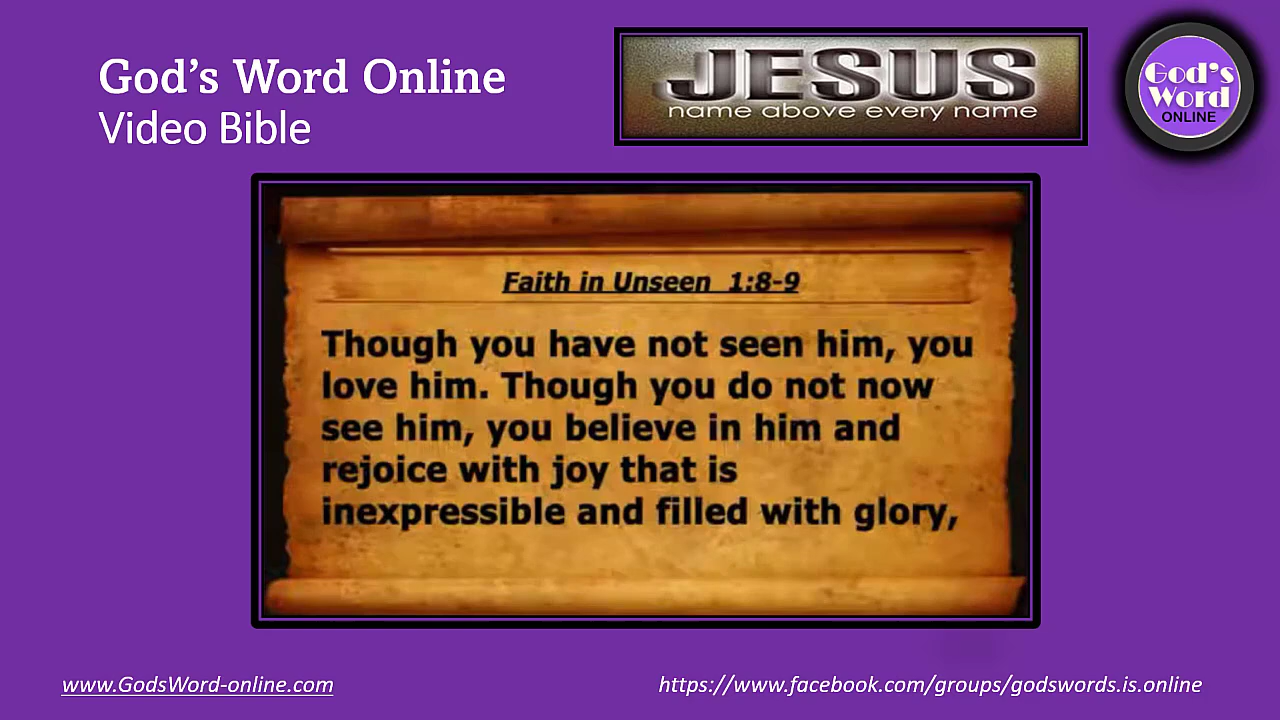 God's Word Online
Video Bible
JESUS
name above every name
God's
Word
ONLINE
Faith in Unseen  1:8-9
Though you have not seen him, you
love him. Though you do not now
see him, you believe in him and
rejoice with joy that is
inexpressible and filled with glory,
www.GodsWord-online.com
https://www.facebook.com/groups/godswords.is.online